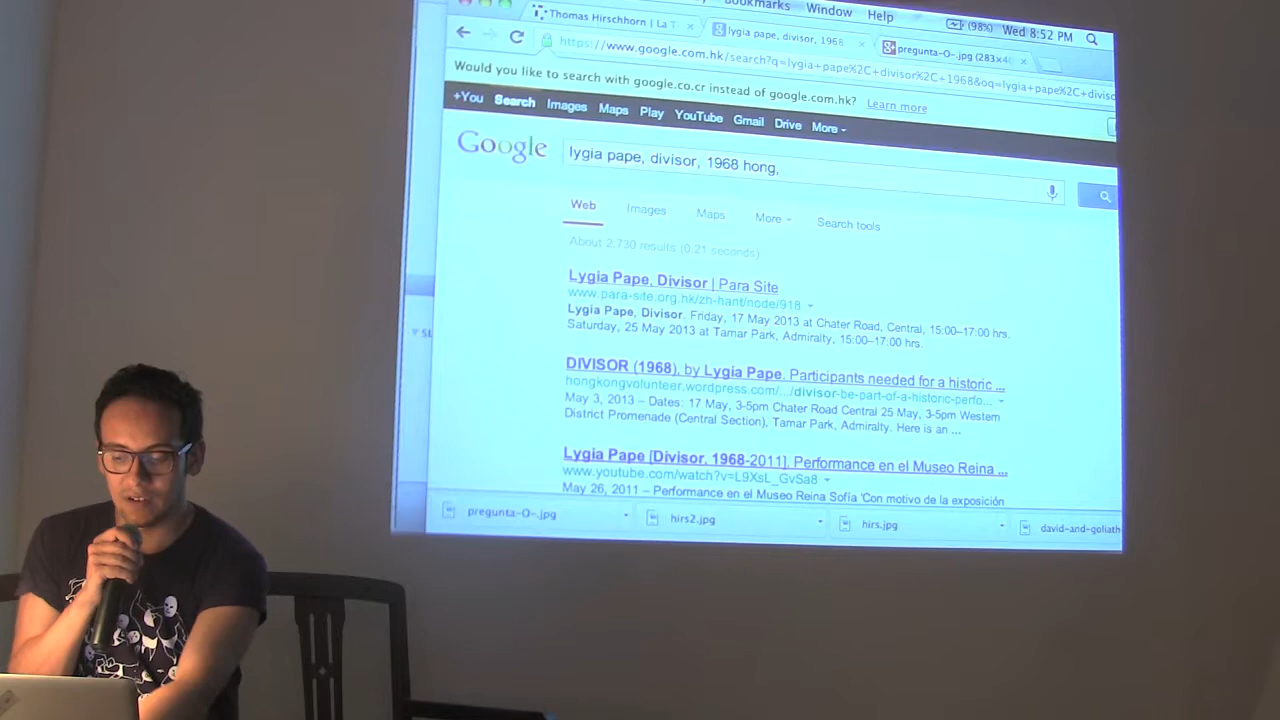 Bookmarks Window Help (98%) Wed 8:52 PM
Thomas Hirschhorn | La T
lygia pape, divisor, 1968
pregunta-O-.jpg (283×4
https://www.google.com.hk/search?q=lygia+pape%2C+divisor%2C+1968&oq=lygia+pape%2C+diviso
Would you like to search with google.co.cr instead of google.com.hk? Learn more
+You Search Images Maps Play YouTube Gmail Drive More
Google
lygia pape, divisor, 1968 hong,
Web Images Maps More Search tools
About 2.730 results (0.21 seconds)
Lygia Pape, Divisor | Para Site
www.para-site.org.hk/zh-hant/node/918
Lygia Pape, Divisor. Friday, 17 May 2013 at Chater Road, Central, 15:00–17:00 hrs.
Saturday, 25 May 2013 at Tamar Park, Admiralty, 15:00–17:00 hrs.
DIVISOR (1968), by Lygia Pape. Participants needed for a historic ...
hongkongvolunteer.wordpress.com/.../divisor-be-part-of-a-historic-perfo...
May 3, 2013 – Dates: 17 May, 3-5pm Chater Road Central 25 May, 3-5pm Western
District Promenade (Central Section), Tamar Park, Admiralty. Here is an ...
Lygia Pape [Divisor, 1968-2011]. Performance en el Museo Reina ...
www.youtube.com/watch?v=L9XsL_GvSa8
May 26, 2011 – Performance en el Museo Reina Sofía 'Con motivo de la exposición
pregunta-O-.jpg
hirs2.jpg
hirs.jpg
david-and-goliath